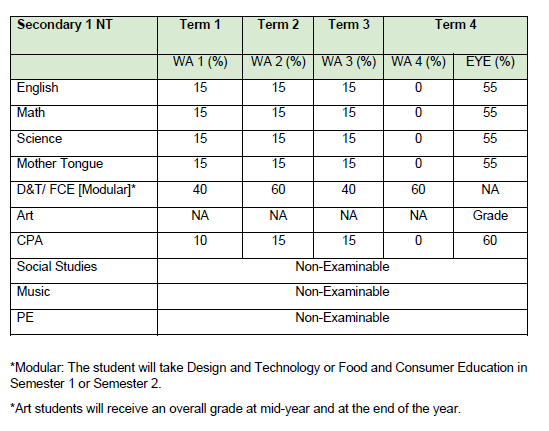 Secondary 1 NT Term 1 Term 2 Term 3 Term 4
WA 1 (%) WA 2 (%) WA 3 (%) WA 4 (%) EYE (%)
English 15 15 15 0 55
Math 15 15 15 0 55
Science 15 15 15 0 55
Mother Tongue 15 15 15 0 55
D&T/ FCE [Modular]* 40 60 40 60 NA
Art NA NA NA NA Grade
CPA 10 15 15 0 60
Social Studies Non-Examinable
Music Non-Examinable
PE Non-Examinable
*Modular: The student will take Design and Technology or Food and Consumer Education in
Semester 1 or Semester 2.
*Art students will receive an overall grade at mid-year and at the end of the year.